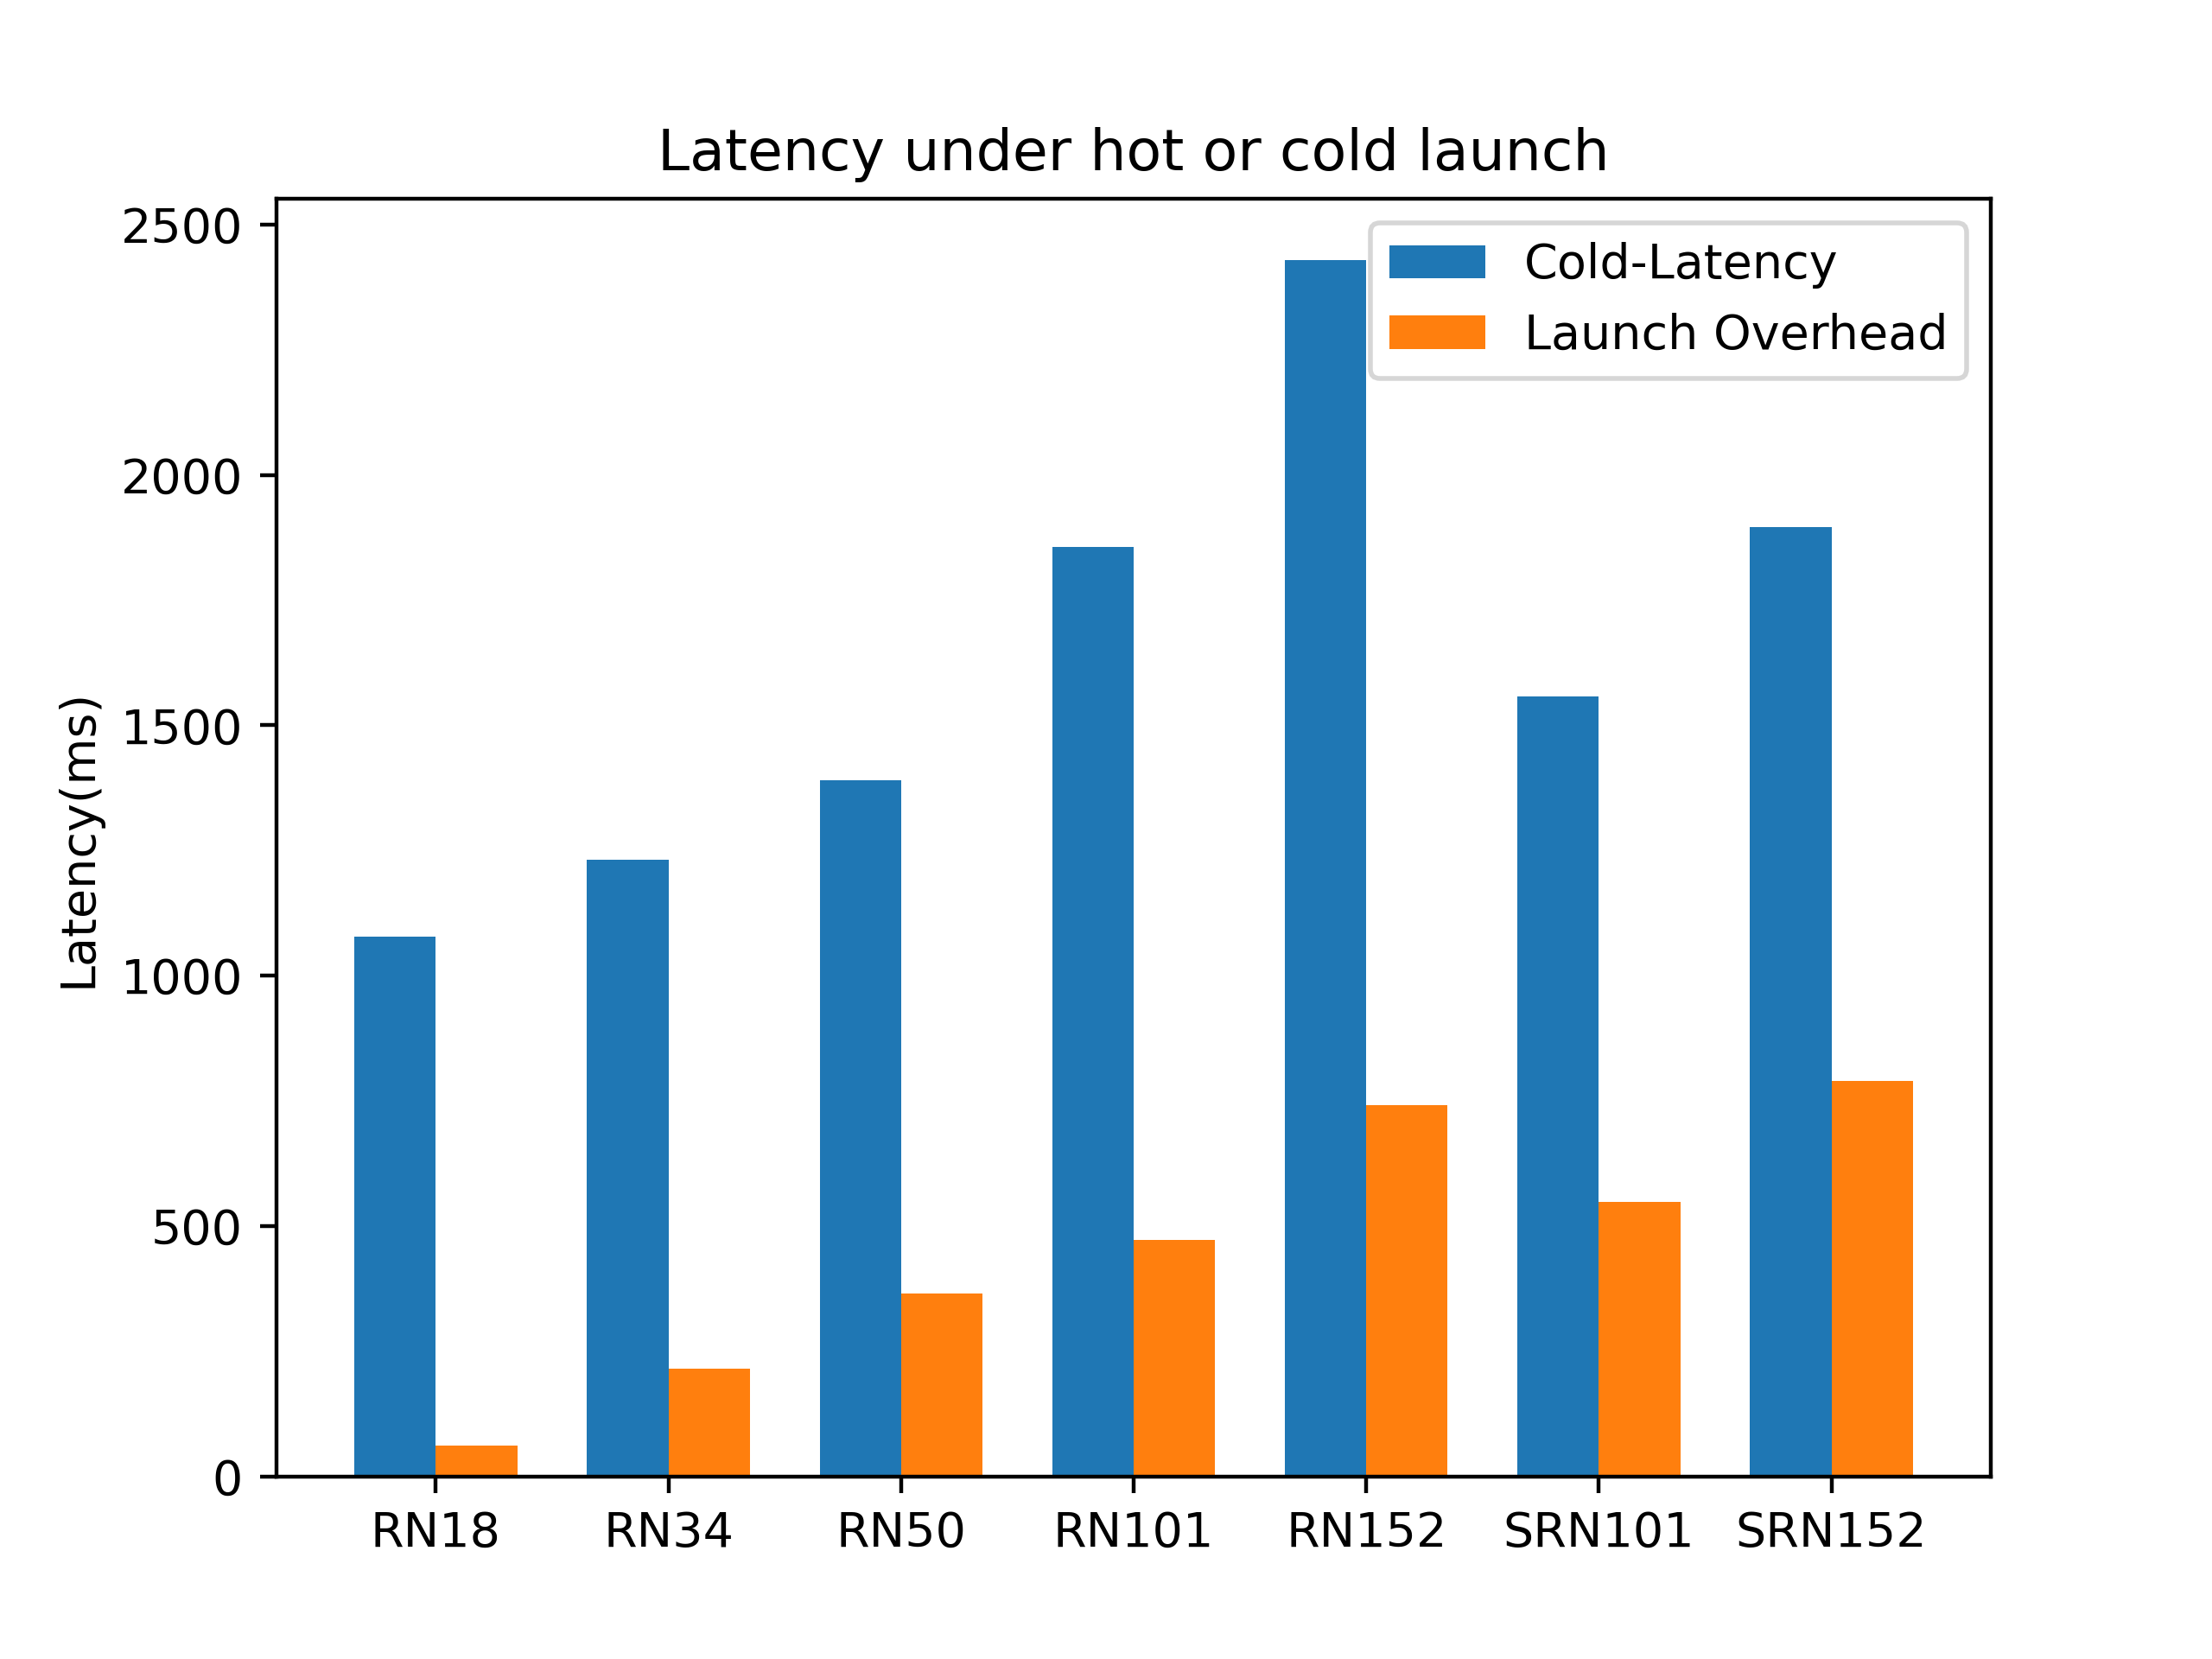 Latency under hot or cold launch
Cold-Latency
Launch Overhead
Latency(ms)
2500
2000
1500
1000
500
0
RN18 RN34 RN50 RN101 RN152 SRN101 SRN152